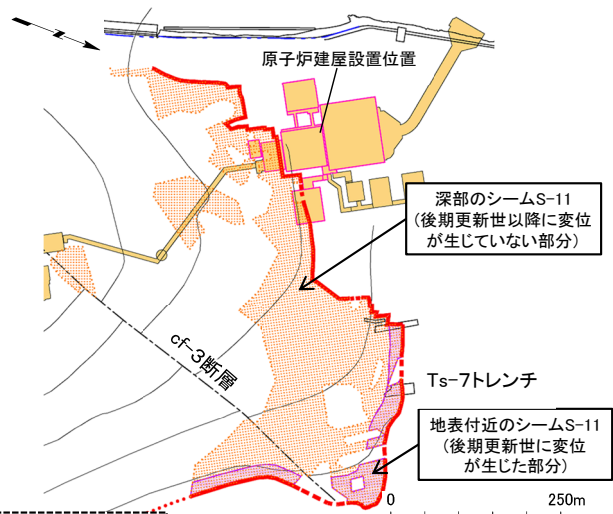 原子炉建屋設置位置
深部のシームS-11
(後期更新世以降に変位
が生じていない部分)
cf-3断層
Ts-7トレンチ
地表付近のシームS-11
(後期更新世に変位
が生じた部分)
0 250m